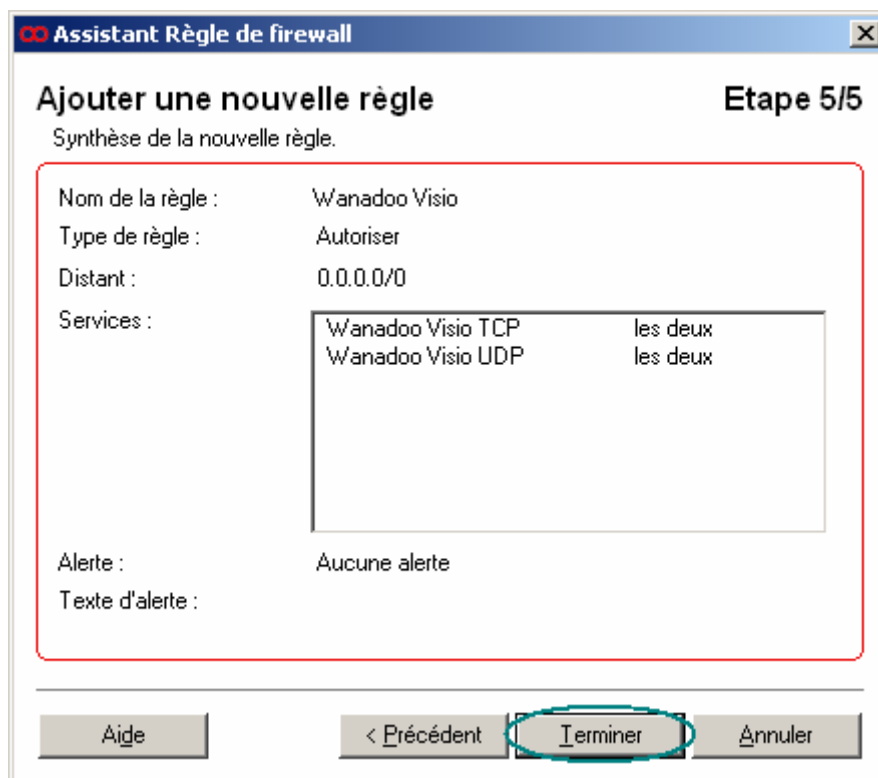 Assistant Règle de firewall
Ajouter une nouvelle règle Etape 5/5
Synthèse de la nouvelle règle.
Nom de la règle : Wanadoo Visio
Type de règle : Autoriser
Distant : 0.0.0.0/0
Services :
Wanadoo Visio TCP les deux
Wanadoo Visio UDP les deux
Alerte : Aucune alerte
Texte d'alerte :
Aide < Précédent Terminer Annuler